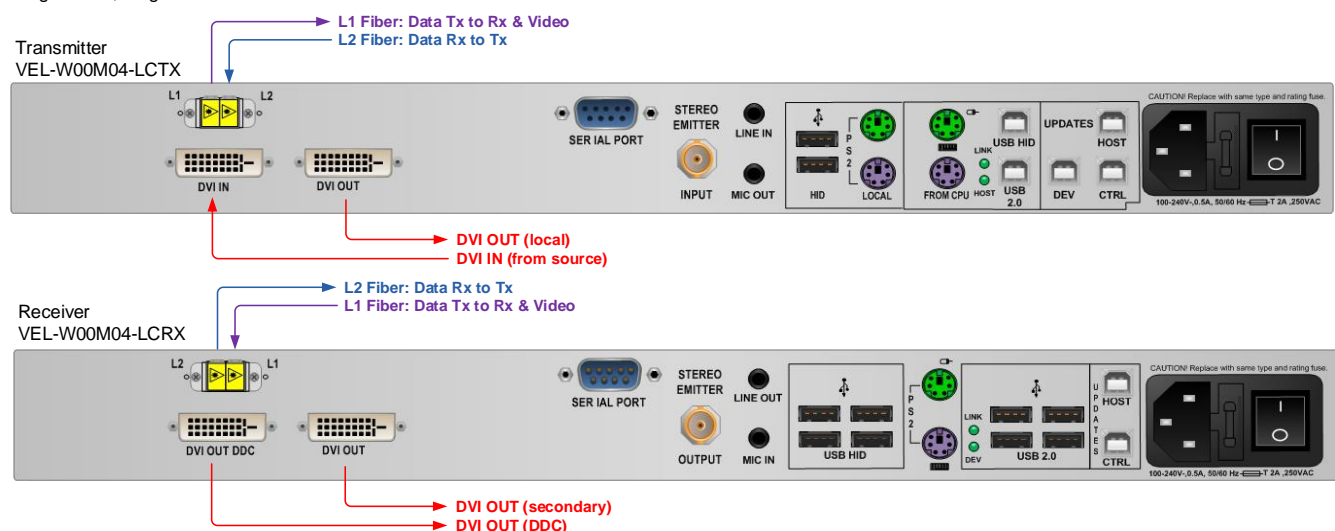 L1 Fiber: Data Tx to Rx & Video
L2 Fiber: Data Rx to Tx
Transmitter
VEL-W00M04-LCTX
L1
L2
DVI IN
DVI OUT
SER IAL PORT
STEREO
EMITTER
INPUT
LINE IN
MIC OUT
HID
P
S
2
LOCAL
FROM CPU
LINK
HOST
USB HID
USB
2.0
UPDATES
HOST
DEV
CTRL
CAUTION! Replace with same type and rating fuse.
100-240V~,0.5A, 50/60 Hz T 2A ,250VAC
DVI OUT (local)
DVI IN (from source)
L2 Fiber: Data Rx to Tx
L1 Fiber: Data Tx to Rx & Video
Receiver
VEL-W00M04-LCRX
L2
L1
DVI OUT DDC
DVI OUT
SER IAL PORT
STEREO
EMITTER
OUTPUT
LINE OUT
MIC IN
USB HID
P
S
2
LINK
DEV
USB 2.0
U
P
D
A
T
E
S
HOST
CTRL
CAUTION! Replace with same type and rating fuse.
100-240V~,0.5A, 50/60 Hz T 2A ,250VAC
DVI OUT (secondary)
DVI OUT (DDC)